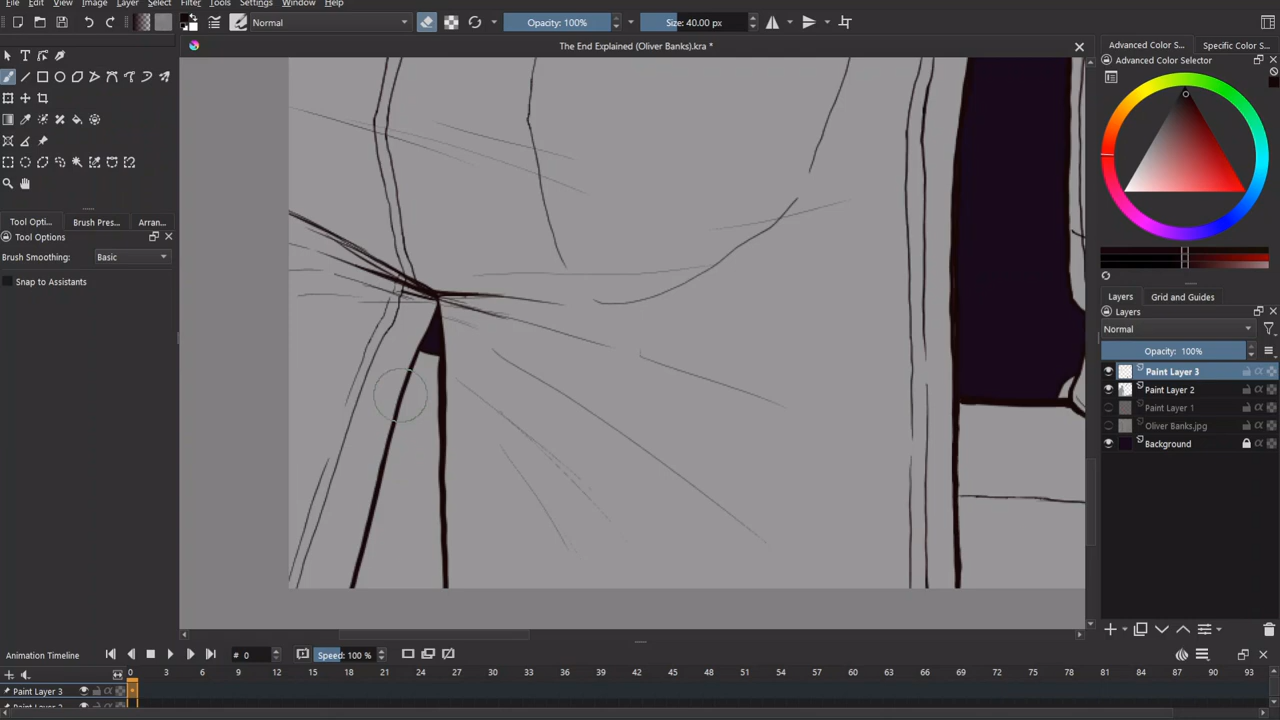 File Edit View Image Layer Select Filter Tools Settings Window Help
Normal Opacity: 100% Size: 40.00 px
The End Explained (Oliver Banks).kra *
Advanced Color S... Specific Color S...
Advanced Color Selector
Tool Opti... Brush Pres... Arran...
Tool Options
Brush Smoothing: Basic
Snap to Assistants
Layers Grid and Guides
Layers
Normal
Opacity: 100%
Paint Layer 3
Paint Layer 2
Paint Layer 1
Oliver Banks.jpg
Background
Animation Timeline # 0 Speed: 100 %
0 3 6 9 12 15 18 21 24 27 30 33 36 39 42 45 48 51 54 57 60 63 66 69 72 75 78 81 84 87 90 93
Paint Layer 3
Paint Layer 2